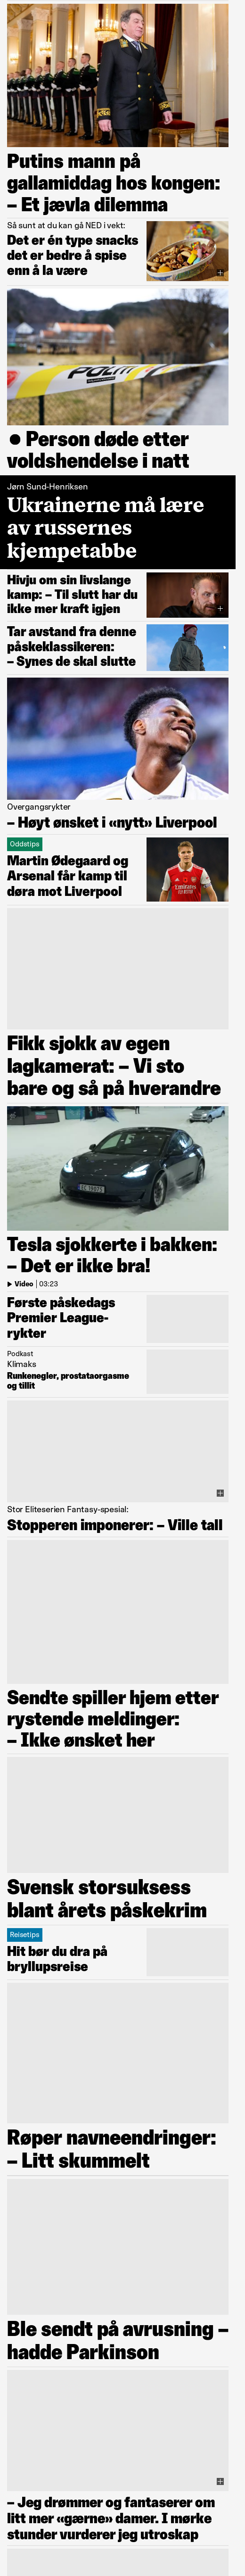 Putins mann på
gallamiddag hos kongen:
– Et jævla dilemma
Så sunt at du kan gå NED i vekt:
Det er én type snacks
det er bedre å spise
enn å la være
POLITI
● Person døde etter
voldshendelse i natt
Jørn Sund-Henriksen
Ukrainerne må lære
av russernes
kjempetabbe
Hivju om sin livslange
kamp: – Til slutt har du
ikke mer kraft igjen
Tar avstand fra denne
påskeklassikeren:
– Synes de skal slutte
Overgangsrykter
– Høyt ønsket i «nytt» Liverpool
Oddstips
Martin Ødegaard og
Arsenal får kamp til
døra mot Liverpool
Fikk sjokk av egen
lagkamerat: – Vi sto
bare og så på hverandre
Tesla sjokkerte i bakken:
– Det er ikke bra!
Video | 03:23
Første påskedags
Premier League-
rykter
Podkast
Klimaks
Runkenegler, prostataorgasme
og tillit
Stor Eliteserien Fantasy-spesial:
Stopperen imponerer: – Ville tall
Sendte spiller hjem etter
rystende meldinger:
– Ikke ønsket her
Svensk storsuksess
blant årets påskekrim
Reisetips
Hit bør du dra på
bryllupsreise
Røper navneendringer:
– Litt skummelt
Ble sendt på avrusning –
hadde Parkinson
– Jeg drømmer og fantaserer om
litt mer «gærne» damer. I mørke
stunder vurderer jeg utroskap